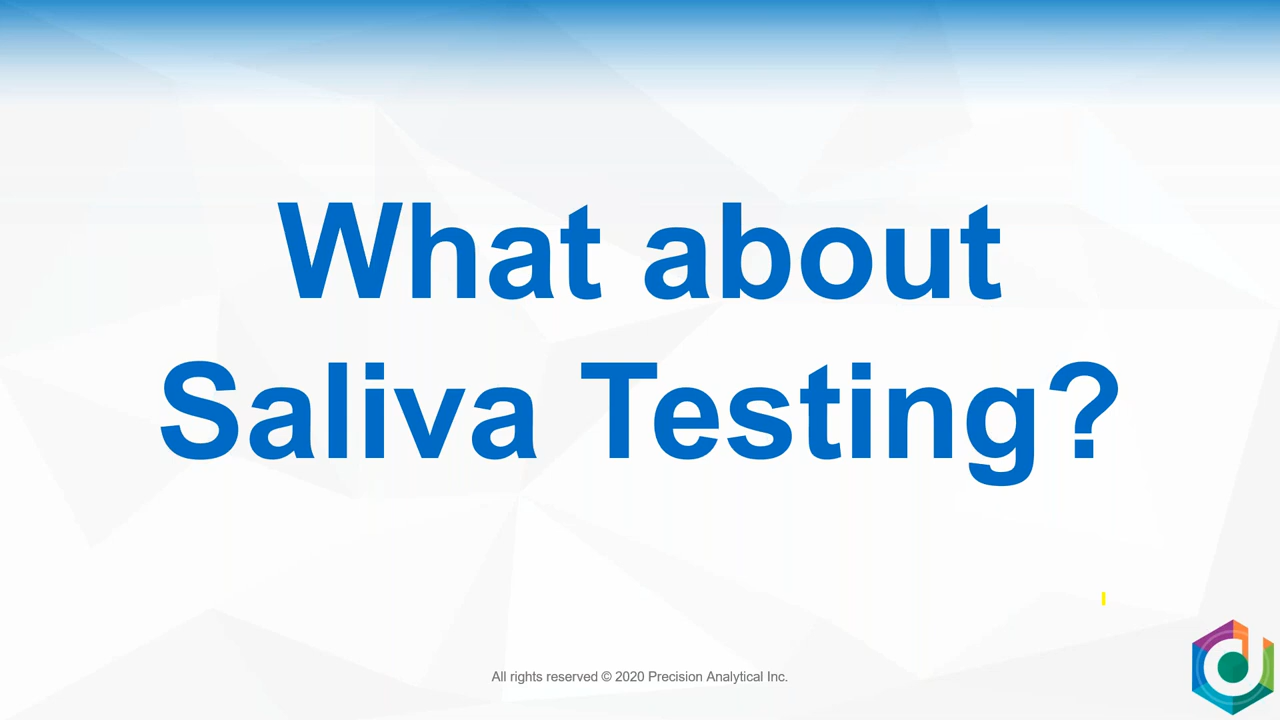 What about
Saliva Testing?
All rights reserved © 2020 Precision Analytical Inc.